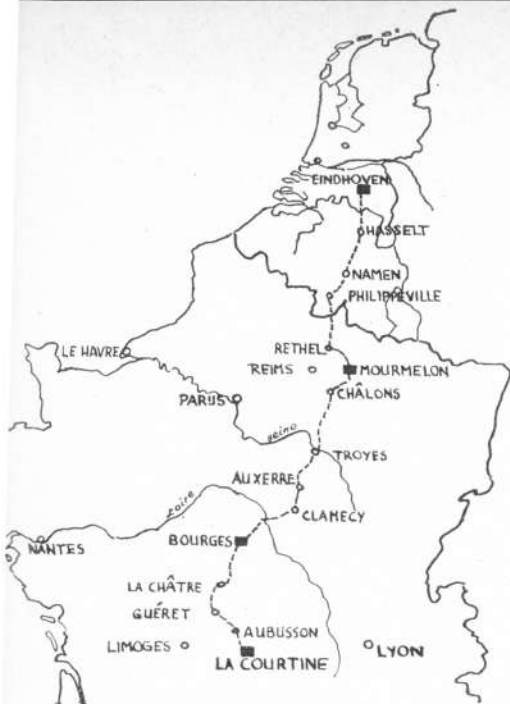 EINDHOVEN
HASSELT
NAMEN
PHILIPPEVILLE
LE HAVRE
RETHEL
REIMS
MOURMELON
CHÂLONS
PARIJS
seine
TROYES
AUXERRE
Loire
CLAMECY
NANTES
BOURGES
LA CHÂTRE
GUÉRET
AUBUSSON
LIMOGES
LYON
LA COURTINE